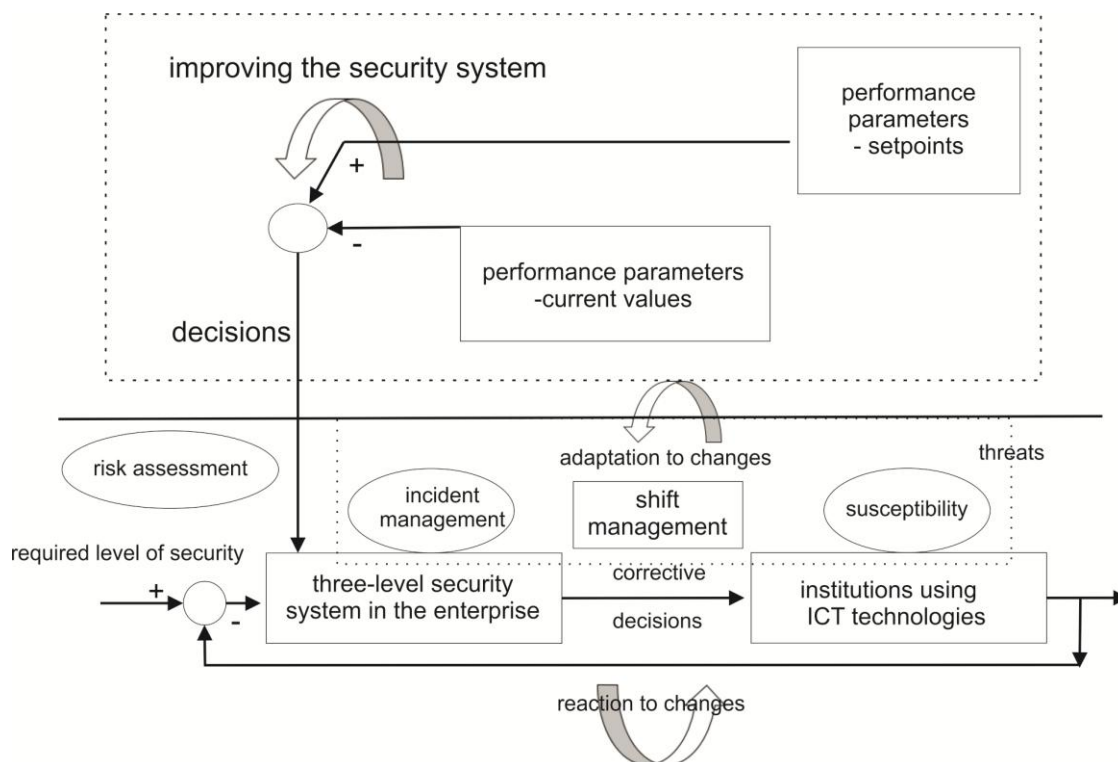 improving the security system
performance
parameters
- setpoints
+
-
performance parameters
-current values
decisions
threats
adaptation to changes
risk assessment
incident
management
shift
management
susceptibility
required level of security
+
-
three-level security
system in the enterprise
corrective
decisions
institutions using
ICT technologies
reaction to changes